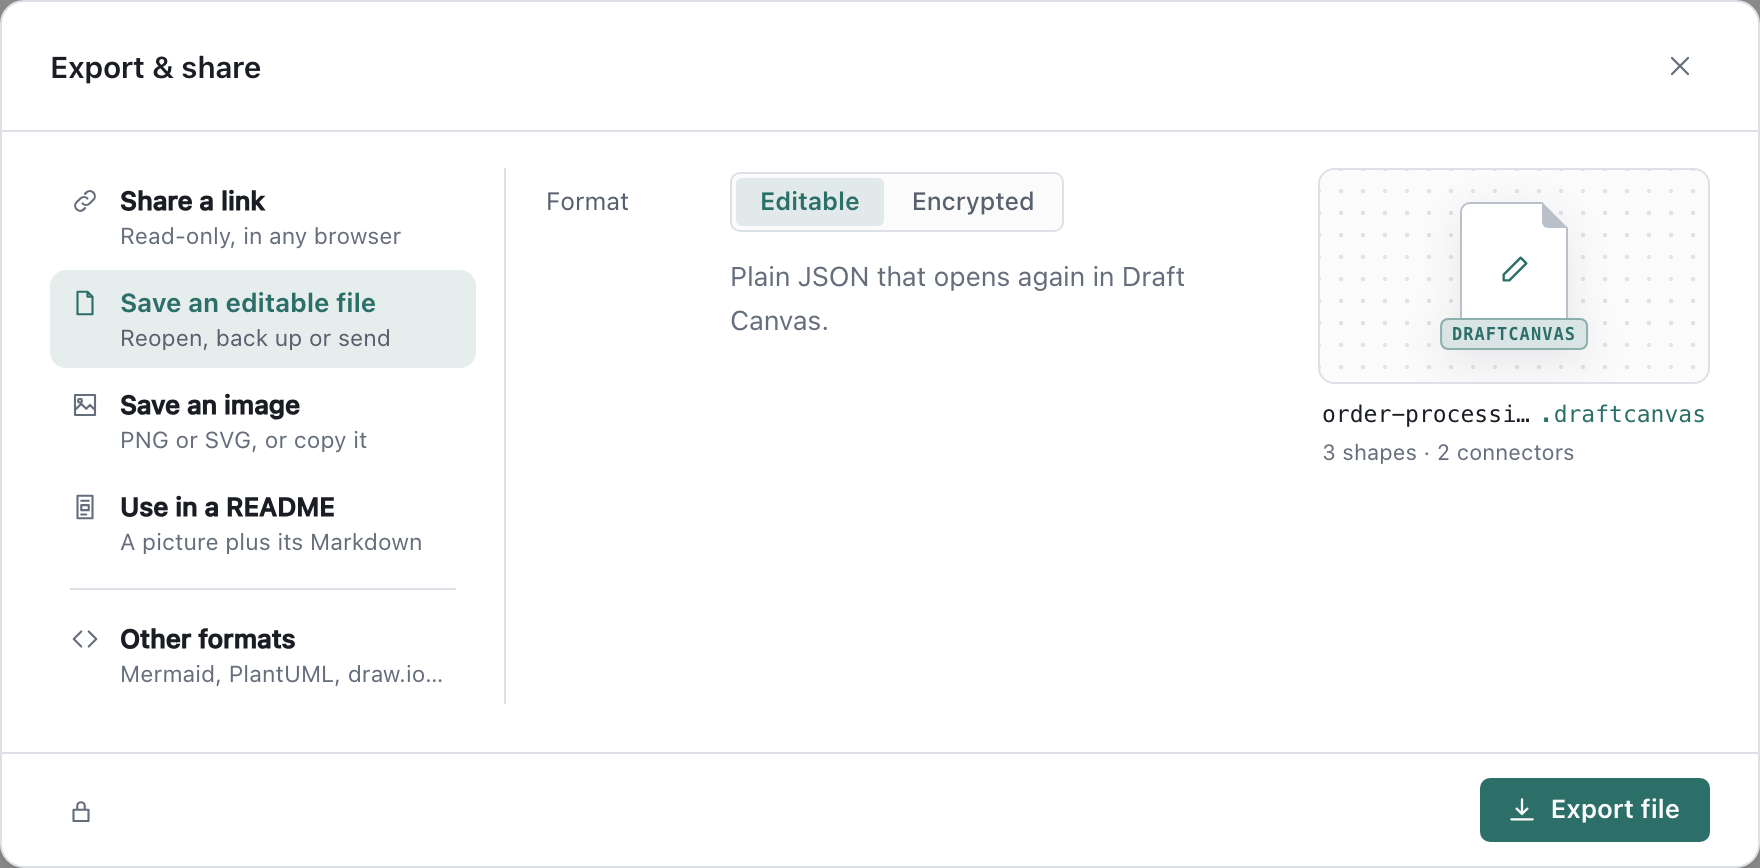 Export & share
Share a link
Read-only, in any browser
Save an editable file
Reopen, back up or send
Save an image
PNG or SVG, or copy it
Use in a README
A picture plus its Markdown
Other formats
Mermaid, PlantUML, draw.io...
Format
Editable
Encrypted
Plain JSON that opens again in Draft
Canvas.
DRAFTCANVAS
order-processi… .draftcanvas
3 shapes · 2 connectors
Export file